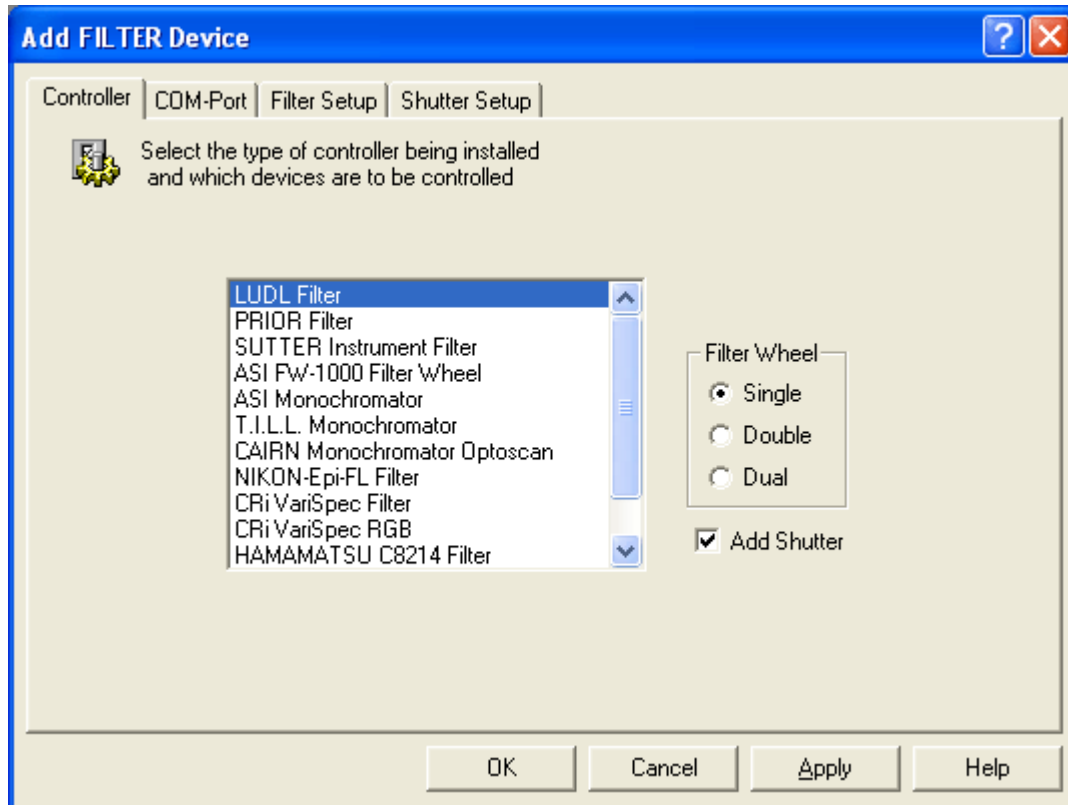 Add FILTER Device
Controller COM-Port Filter Setup Shutter Setup
Select the type of controller being installed
and which devices are to be controlled
LUDL Filter
PRIOR Filter
SUTTER Instrument Filter
ASI FW-1000 Filter Wheel
ASI Monochromator
T.I.L.L. Monochromator
CAIRN Monochromator Optoscan
NIKON-Epi-FL Filter
CRi VariSpec Filter
CRi VariSpec RGB
HAMAMATSU C8214 Filter
Filter Wheel
Single
Double
Dual
Add Shutter
OK Cancel Apply Help